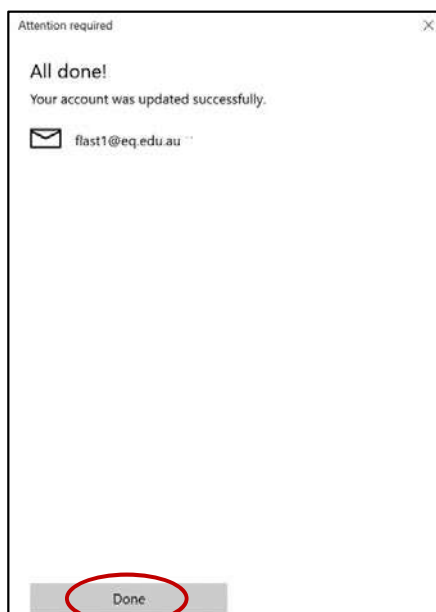 Attention required
All done!
Your account was updated successfully.
flast1@eq.edu.au
Done